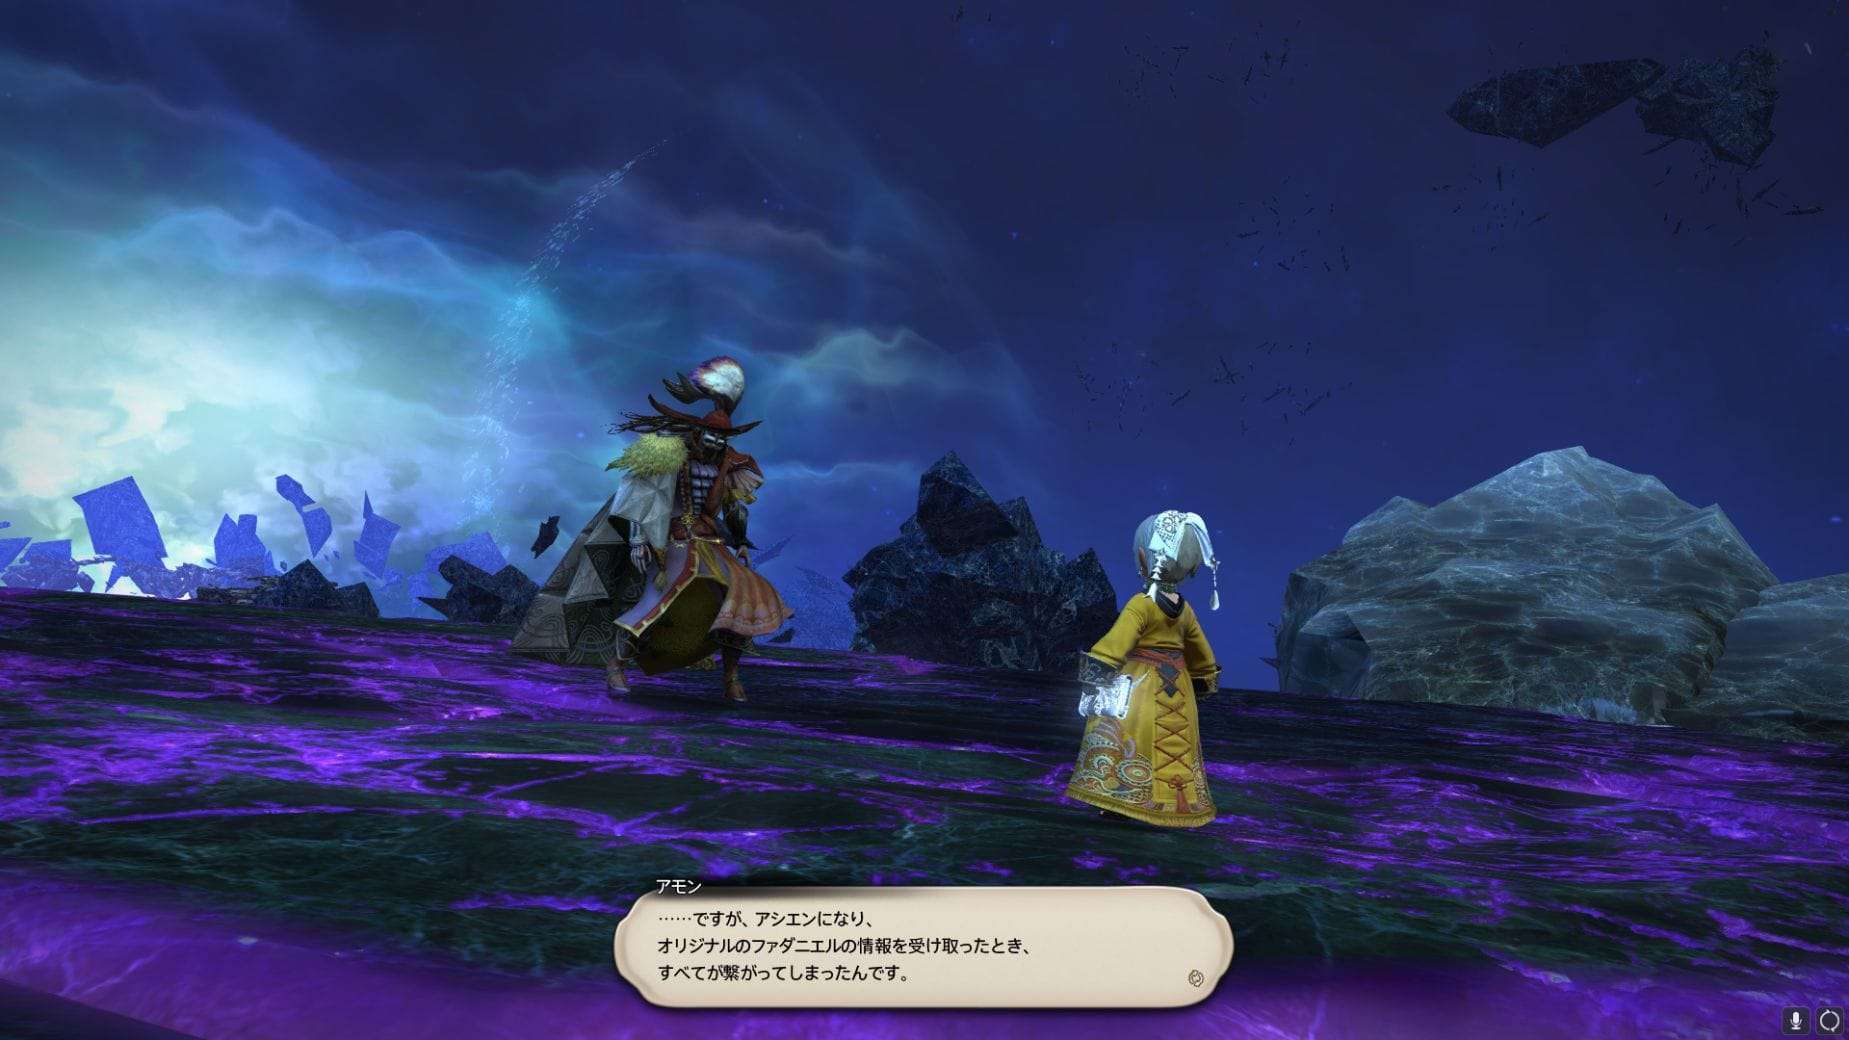 アモン
……ですが、アシエンになり、
オリジナルのファダニエルの情報を受け取ったとき、
すべてが繋がってしまったんです。